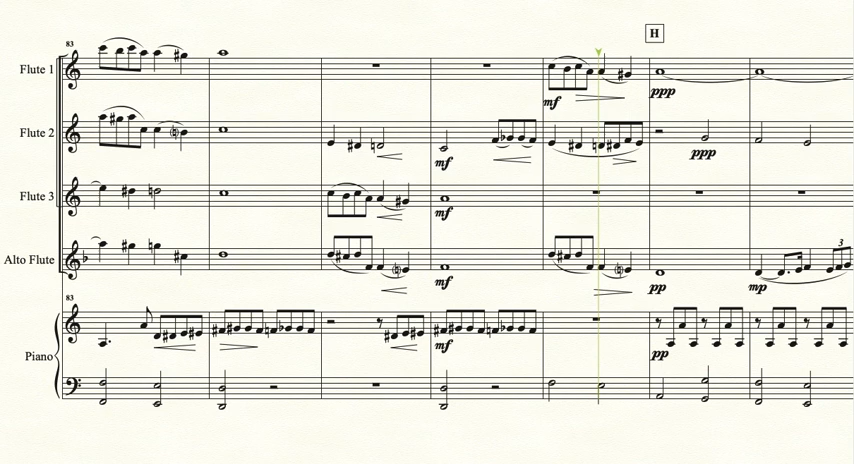 H
83
Flute 1
mf
ppp
Flute 2
mf
ppp
Flute 3
mf
Alto Flute
mf
pp
mp
3
83
Piano
mf
pp